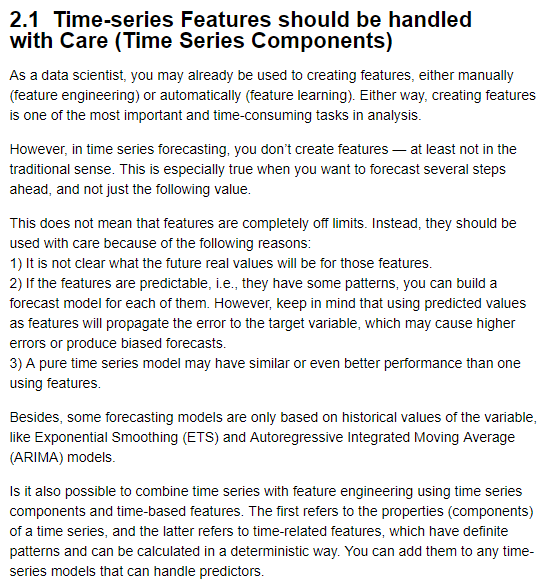 2.1 Time-series Features should be handled
with Care (Time Series Components)
As a data scientist, you may already be used to creating features, either manually
(feature engineering) or automatically (feature learning). Either way, creating features
is one of the most important and time-consuming tasks in analysis.
However, in time series forecasting, you don't create features — at least not in the
traditional sense. This is especially true when you want to forecast several steps
ahead, and not just the following value.
This does not mean that features are completely off limits. Instead, they should be
used with care because of the following reasons:
1) It is not clear what the future real values will be for those features.
2) If the features are predictable, i.e., they have some patterns, you can build a
forecast model for each of them. However, keep in mind that using predicted values
as features will propagate the error to the target variable, which may cause higher
errors or produce biased forecasts.
3) A pure time series model may have similar or even better performance than one
using features.
Besides, some forecasting models are only based on historical values of the variable,
like Exponential Smoothing (ETS) and Autoregressive Integrated Moving Average
(ARIMA) models.
Is it also possible to combine time series with feature engineering using time series
components and time-based features. The first refers to the properties (components)
of a time series, and the latter refers to time-related features, which have definite
patterns and can be calculated in a deterministic way. You can add them to any time-
series models that can handle predictors.